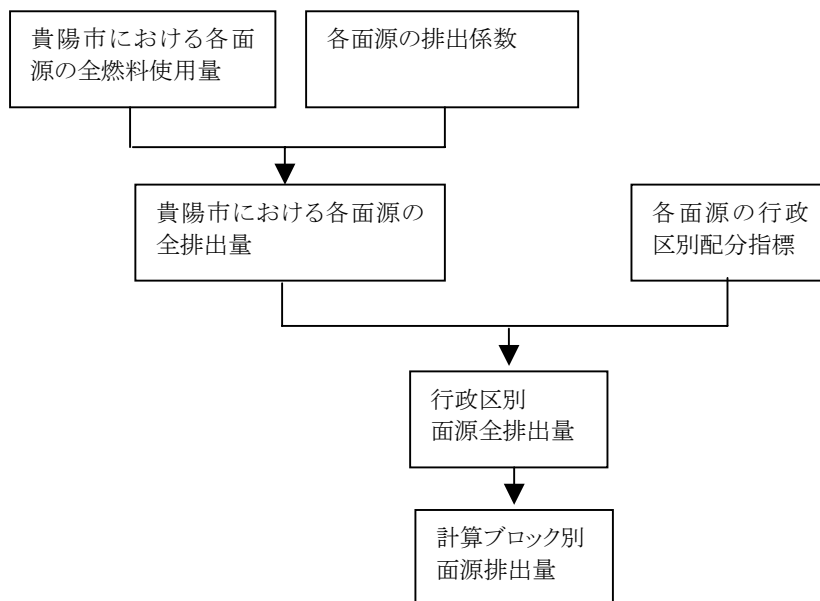 貴陽市における各面
源の全燃料使用量
各面源の排出係数
貴陽市における各面源の
全排出量
各面源の行政
区別配分指標
行政区別
面源全排出量
計算ブロック別
面源排出量